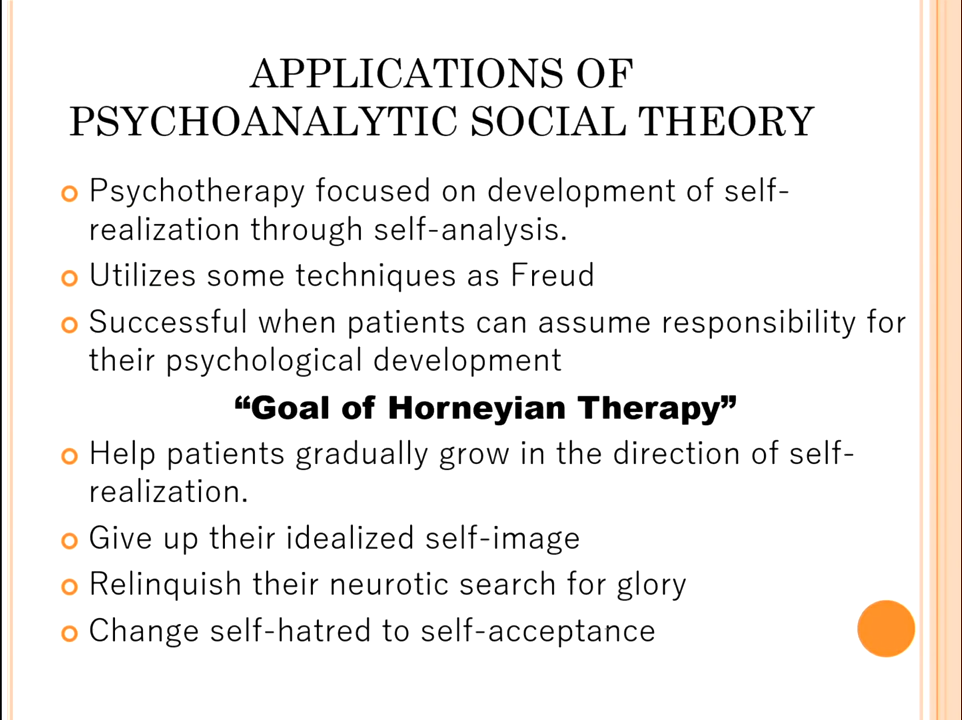 APPLICATIONS OF
PSYCHOANALYTIC SOCIAL THEORY
Psychotherapy focused on development of self-
realization through self-analysis.
Utilizes some techniques as Freud
Successful when patients can assume responsibility for
their psychological development
“Goal of Horneyian Therapy”
Help patients gradually grow in the direction of self-
realization.
Give up their idealized self-image
Relinquish their neurotic search for glory
Change self-hatred to self-acceptance